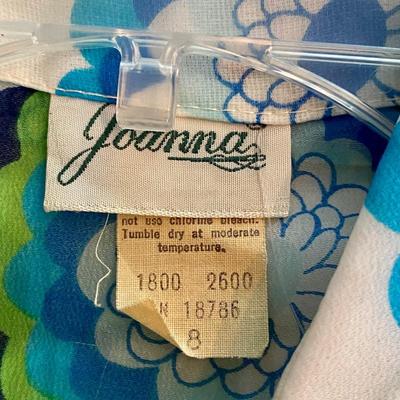 Joanna
not use chlorine bleach.
Tumble dry at moderate
temperature.
1800 2600
N 18786
8